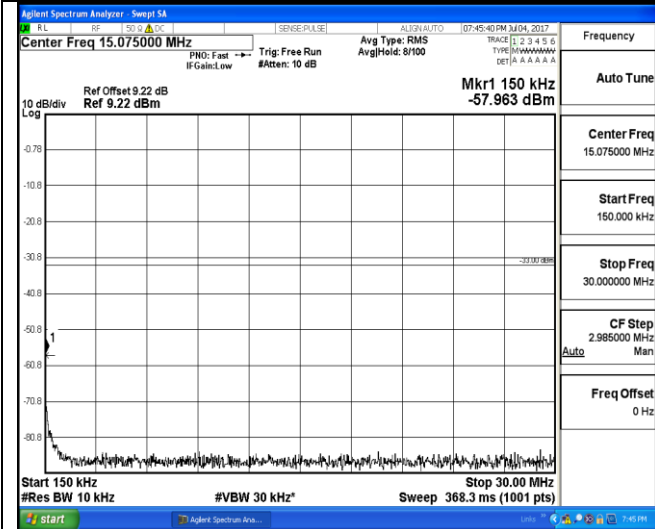 Agilent Spectrum Analyzer - Swept SA
RL RF 50 Ω DC SENSE:PULSE ALIGN AUTO 07:45:40 PM Jul 04, 2017
Center Freq 15.075000 MHz
PNO: Fast
IFGain:Low
Trig: Free Run
#Atten: 10 dB
Avg Type: RMS
Avg|Hold: 8/100
TRACE 1 2 3 4 5 6
TYPE M W W W W W
DET A A A A A A
Mkr1 150 kHz
-57.963 dBm
Ref Offset 9.22 dB
10 dB/div Ref 9.22 dBm
Log
-0.78
-10.8
-20.8
-30.8
-33.00 dBm
-40.8
-50.8
1
-60.8
-70.8
-80.8
Start 150 kHz Stop 30.00 MHz
#Res BW 10 kHz #VBW 30 kHz* Sweep 368.3 ms (1001 pts)
Frequency
Auto Tune
Center Freq
15.075000 MHz
Start Freq
150.000 kHz
Stop Freq
30.000000 MHz
CF Step
2.985000 MHz
Auto Man
Freq Offset
0 Hz
start Agilent Spectrum Ana... Links 7:45 PM